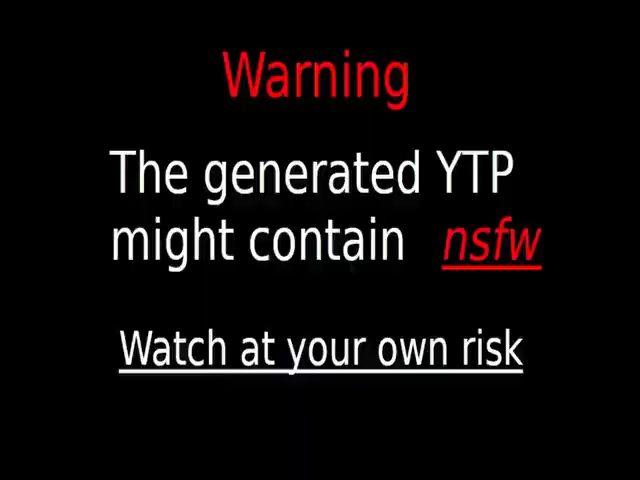 Warning
The generated YTP
might contain nsfw
Watch at your own risk